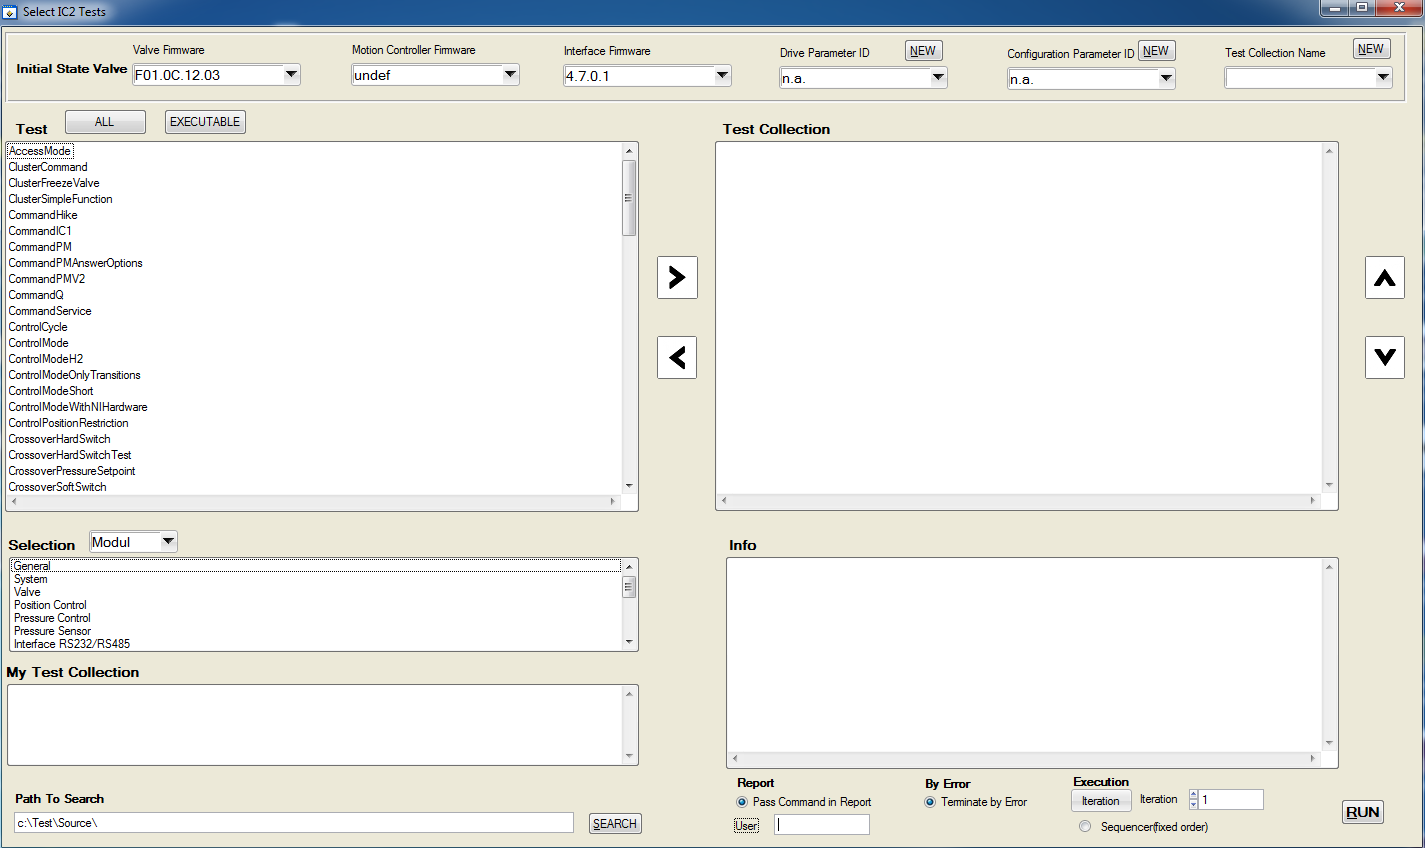 Select IC2 Tests
Initial State Valve
Valve Firmware
F01.0C.12.03
Motion Controller Firmware
undef
Interface Firmware
4.7.0.1
Drive Parameter ID
NEW
n.a.
Configuration Parameter ID
NEW
n.a.
Test Collection Name
NEW
Test
ALL
EXECUTABLE
AccessMode
ClusterCommand
ClusterFreezeValve
ClusterSimpleFunction
CommandHike
CommandIC1
CommandPM
CommandPMAnswerOptions
CommandPMV2
CommandQ
CommandService
ControlCycle
ControlMode
ControlModeH2
ControlModeOnlyTransitions
ControlModeShort
ControlModeWithNIHardware
ControlPositionRestriction
CrossoverHardSwitch
CrossoverHardSwitchTest
CrossoverPressureSetpoint
CrossoverSoftSwitch
Test Collection
Selection
Modul
General
System
Valve
Position Control
Pressure Control
Pressure Sensor
Interface RS232/RS485
My Test Collection
Path To Search
c:\Test\Source\
SEARCH
Info
Report
Pass Command in Report
User
By Error
Terminate by Error
Execution
Iteration
Iteration
1
Sequencer(fixed order)
RUN